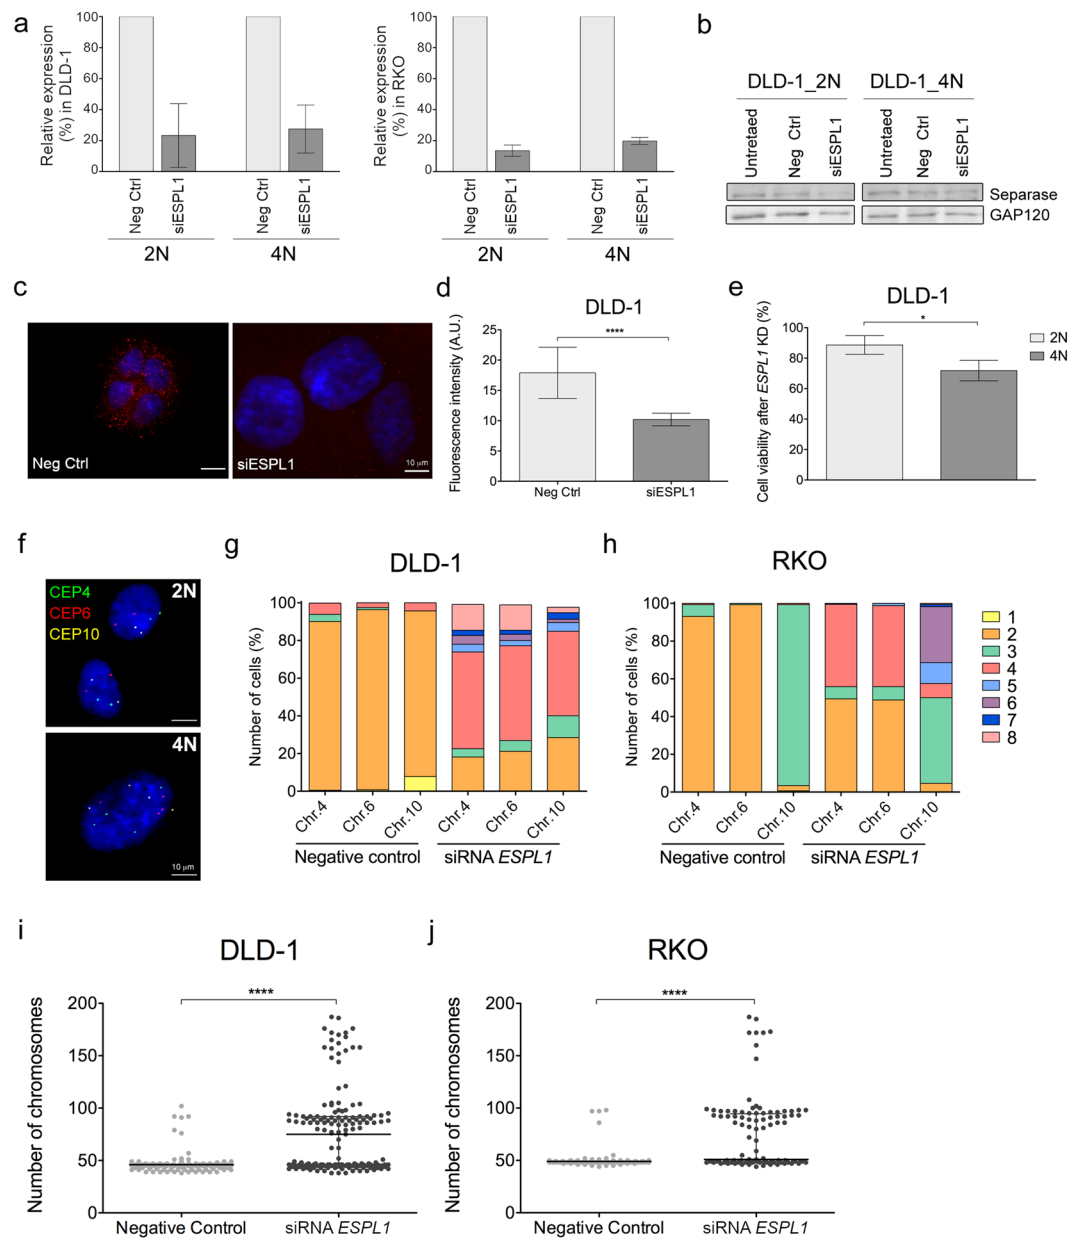 a
Relative expression
(%) in DLD-1
100
80
60
40
20
0
Neg Ctrl
siESPL1
Neg Ctrl
siESPL1
2N
4N
Relative expression
(%) in RKO
100
80
60
40
20
0
Neg Ctrl
siESPL1
Neg Ctrl
siESPL1
2N
4N
b
DLD-1_2N
DLD-1_4N
Untretaed
Neg Ctrl
siESPL1
Untretaed
Neg Ctrl
siESPL1
Separase
GAP120
c
Neg Ctrl
siESPL1
10 µm
d
DLD-1
Fluorescence intensity (A.U.)
25
20
15
10
5
0
****
Neg Ctrl
siESPL1
e
DLD-1
Cell viability after ESPL1 KD (%)
100
80
60
40
20
0
*
2N
4N
f
CEP4
CEP6
CEP10
2N
4N
10 µm
g
DLD-1
Number of cells (%)
100
80
60
40
20
0
Chr.4
Chr.6
Chr.10
Chr.4
Chr.6
Chr.10
Negative control
siRNA ESPL1
h
RKO
Number of cells (%)
100
80
60
40
20
0
Chr.4
Chr.6
Chr.10
Chr.4
Chr.6
Chr.10
Negative control
siRNA ESPL1
1
2
3
4
5
6
7
8
i
DLD-1
Number of chromosomes
200
150
100
50
0
****
Negative Control
siRNA ESPL1
j
RKO
Number of chromosomes
200
150
100
50
0
****
Negative Control
siRNA ESPL1